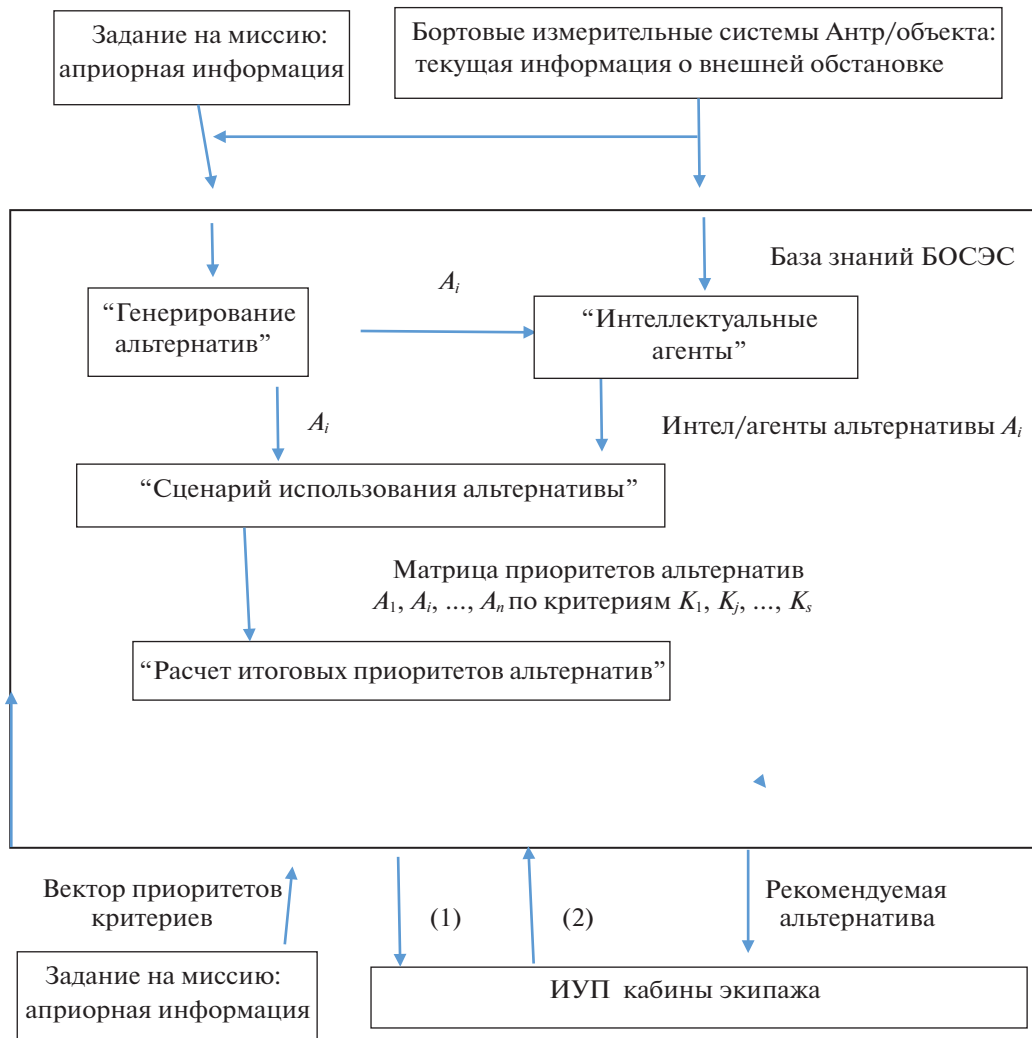 Задание на миссию:
априорная информация
Бортовые измерительные системы Антр/объекта:
текущая информация о внешней обстановке
База знаний БОСЭС
A_i
“Генерирование
альтернатив”
“Интеллектуальные
агенты”
A_i
Интел/агенты альтернативы A_i
“Сценарий использования альтернативы”
Матрица приоритетов альтернатив
A_1, A_i, ..., A_n по критериям K_1, K_j, ..., K_s
“Расчет итоговых приоритетов альтернатив”
Вектор приоритетов
критериев
(1)
(2)
Рекомендуемая
альтернатива
Задание на миссию:
априорная информация
ИУП кабины экипажа